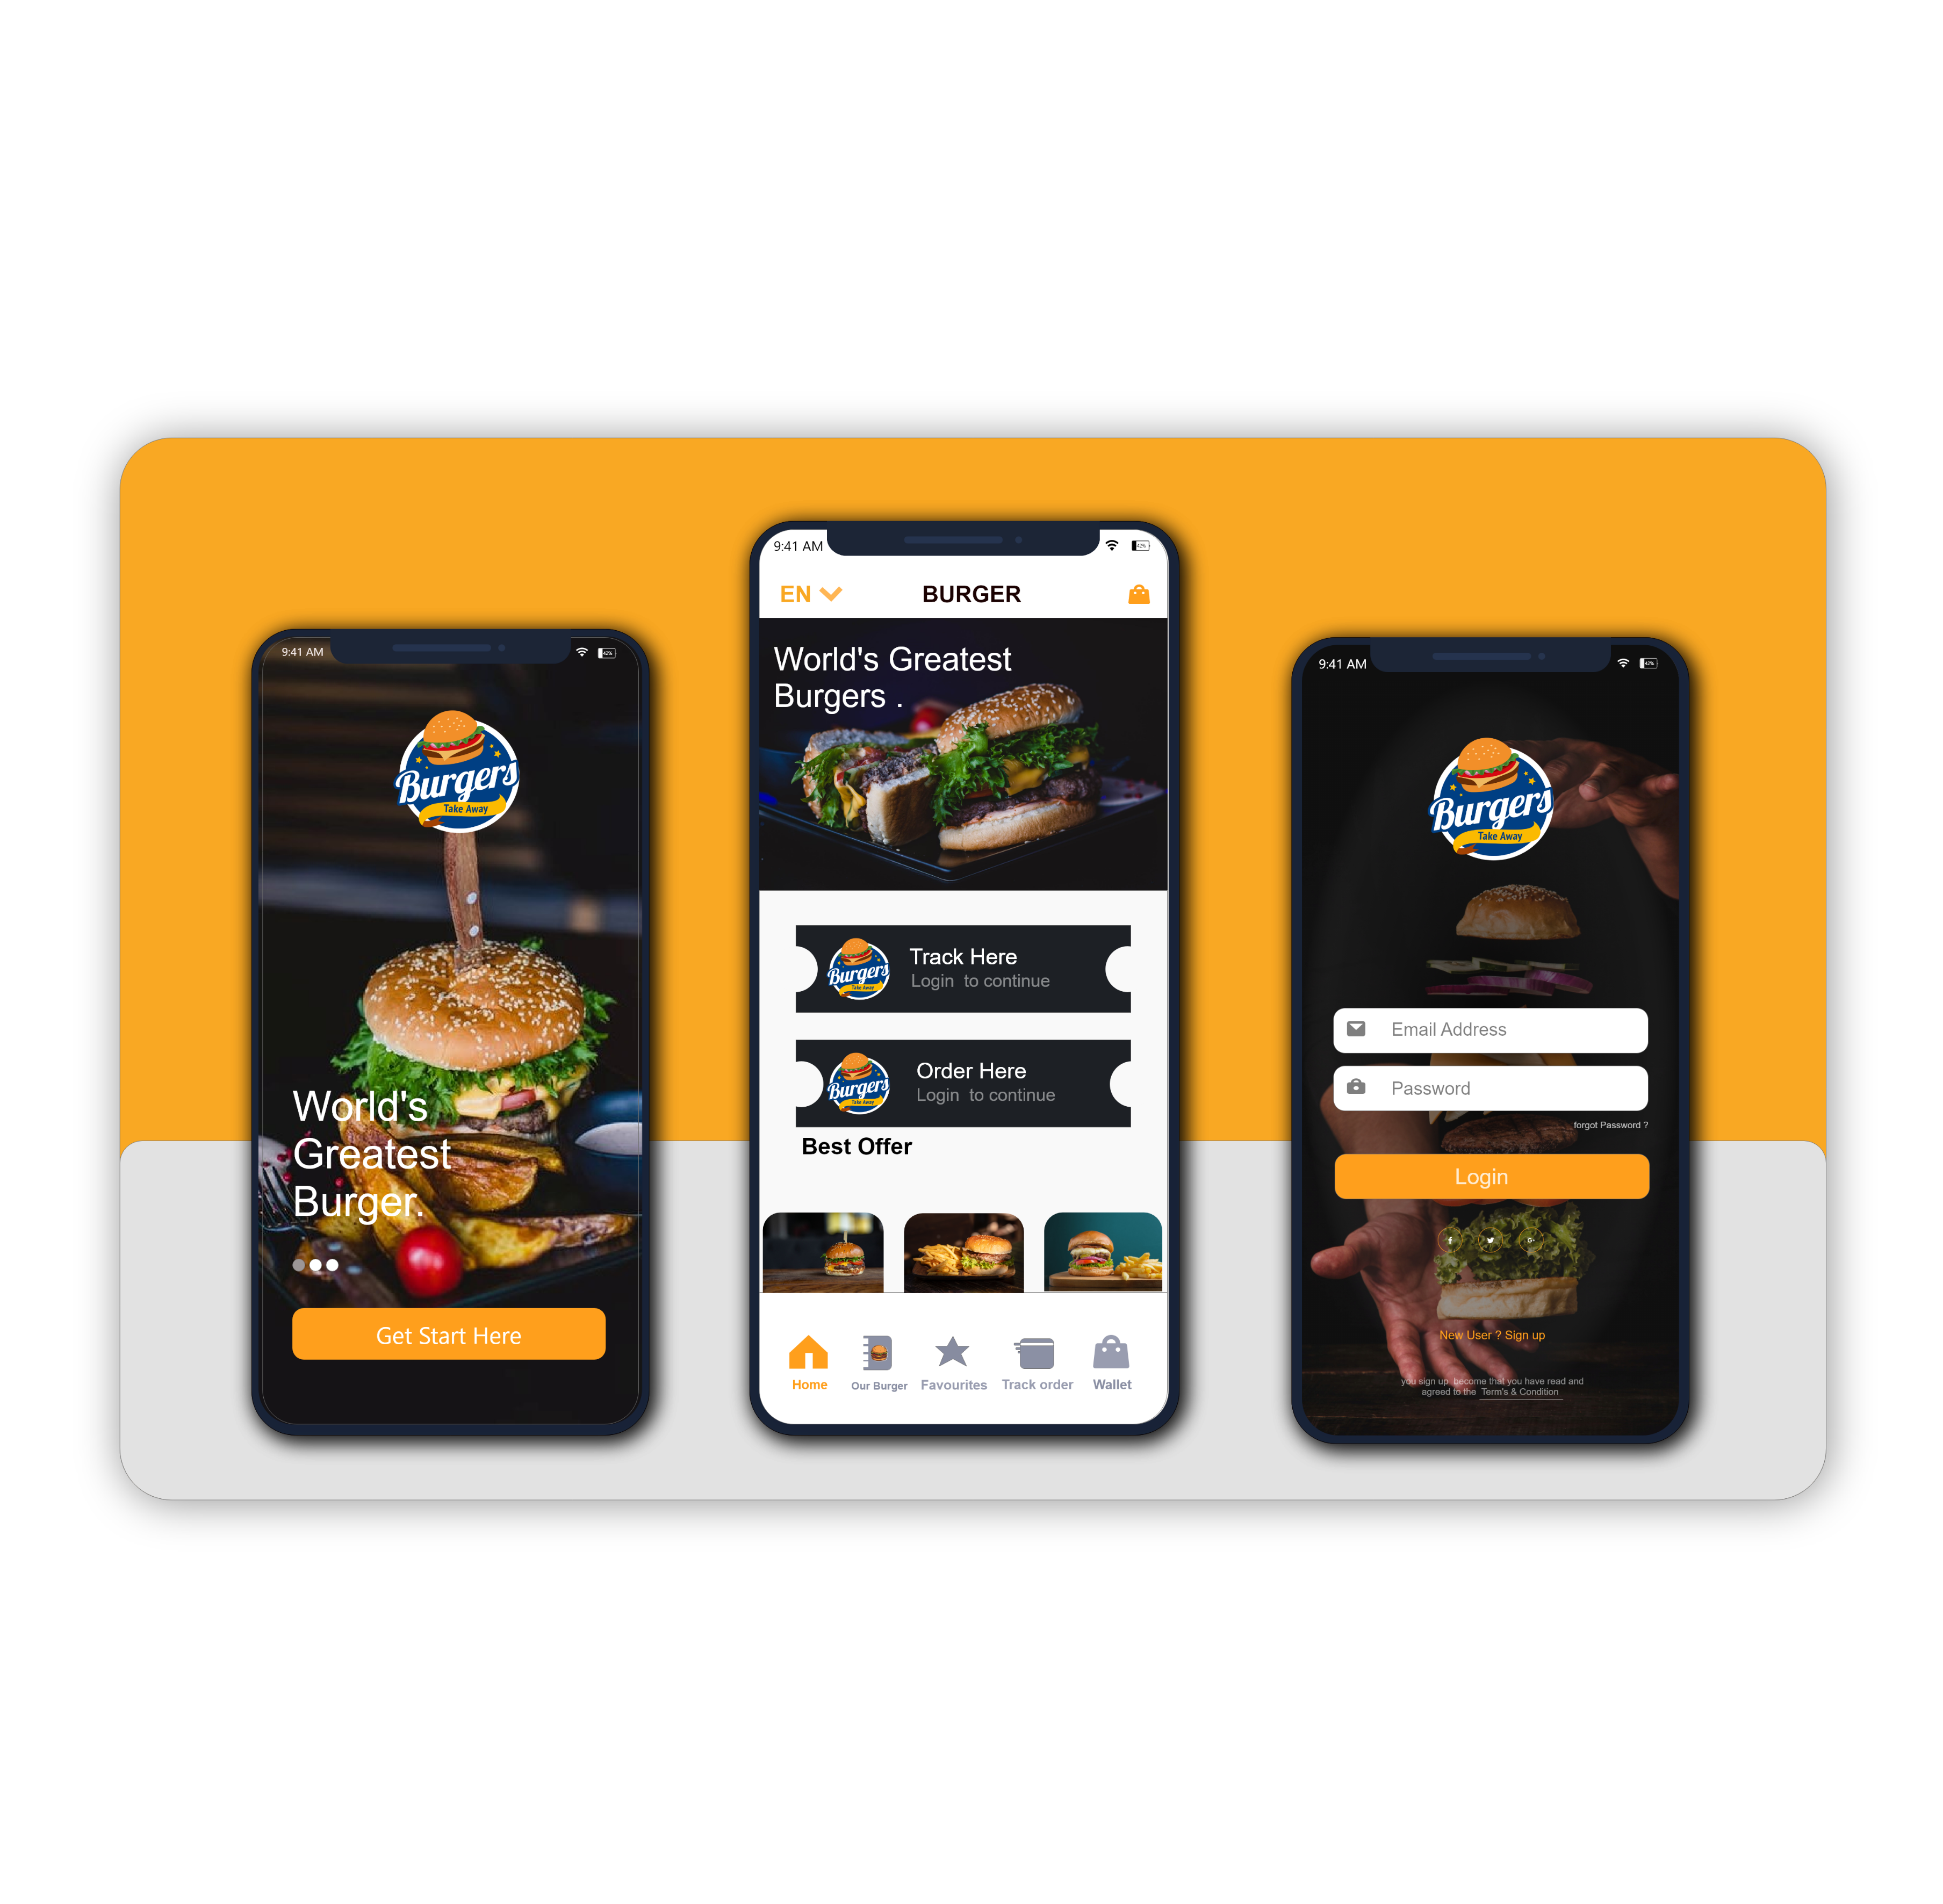 9:41 AM
42%
Burgers
Take Away
World's
Greatest
Burger.
Get Start Here
9:41 AM
42%
EN
BURGER
World's Greatest
Burgers .
Burgers
Take Away
Track Here
Login to continue
Burgers
Take Away
Order Here
Login to continue
Best Offer
Home
Our Burger
Favourites
Track order
Wallet
9:41 AM
42%
Burgers
Take Away
Email Address
Password
forgot Password ?
Login
f
G+
New User ? Sign up
you sign up become that you have read and
agreed to the Term's & Condition